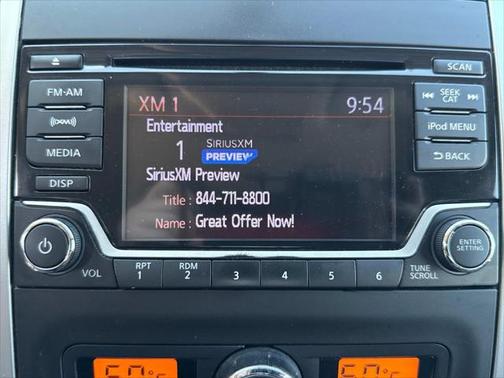 SCAN
FM-AM
XM
MEDIA
DISP
XM 1 9:54
Entertainment
1 SIRIUSXM
PREVIEW
SiriusXM Preview
Title : 844-711-8800
Name : Great Offer Now!
SEEK
CAT
iPod MENU
BACK
VOL
RPT
1
RDM
2
3
4
5
6
TUNE
SCROLL
ENTER
SETTING